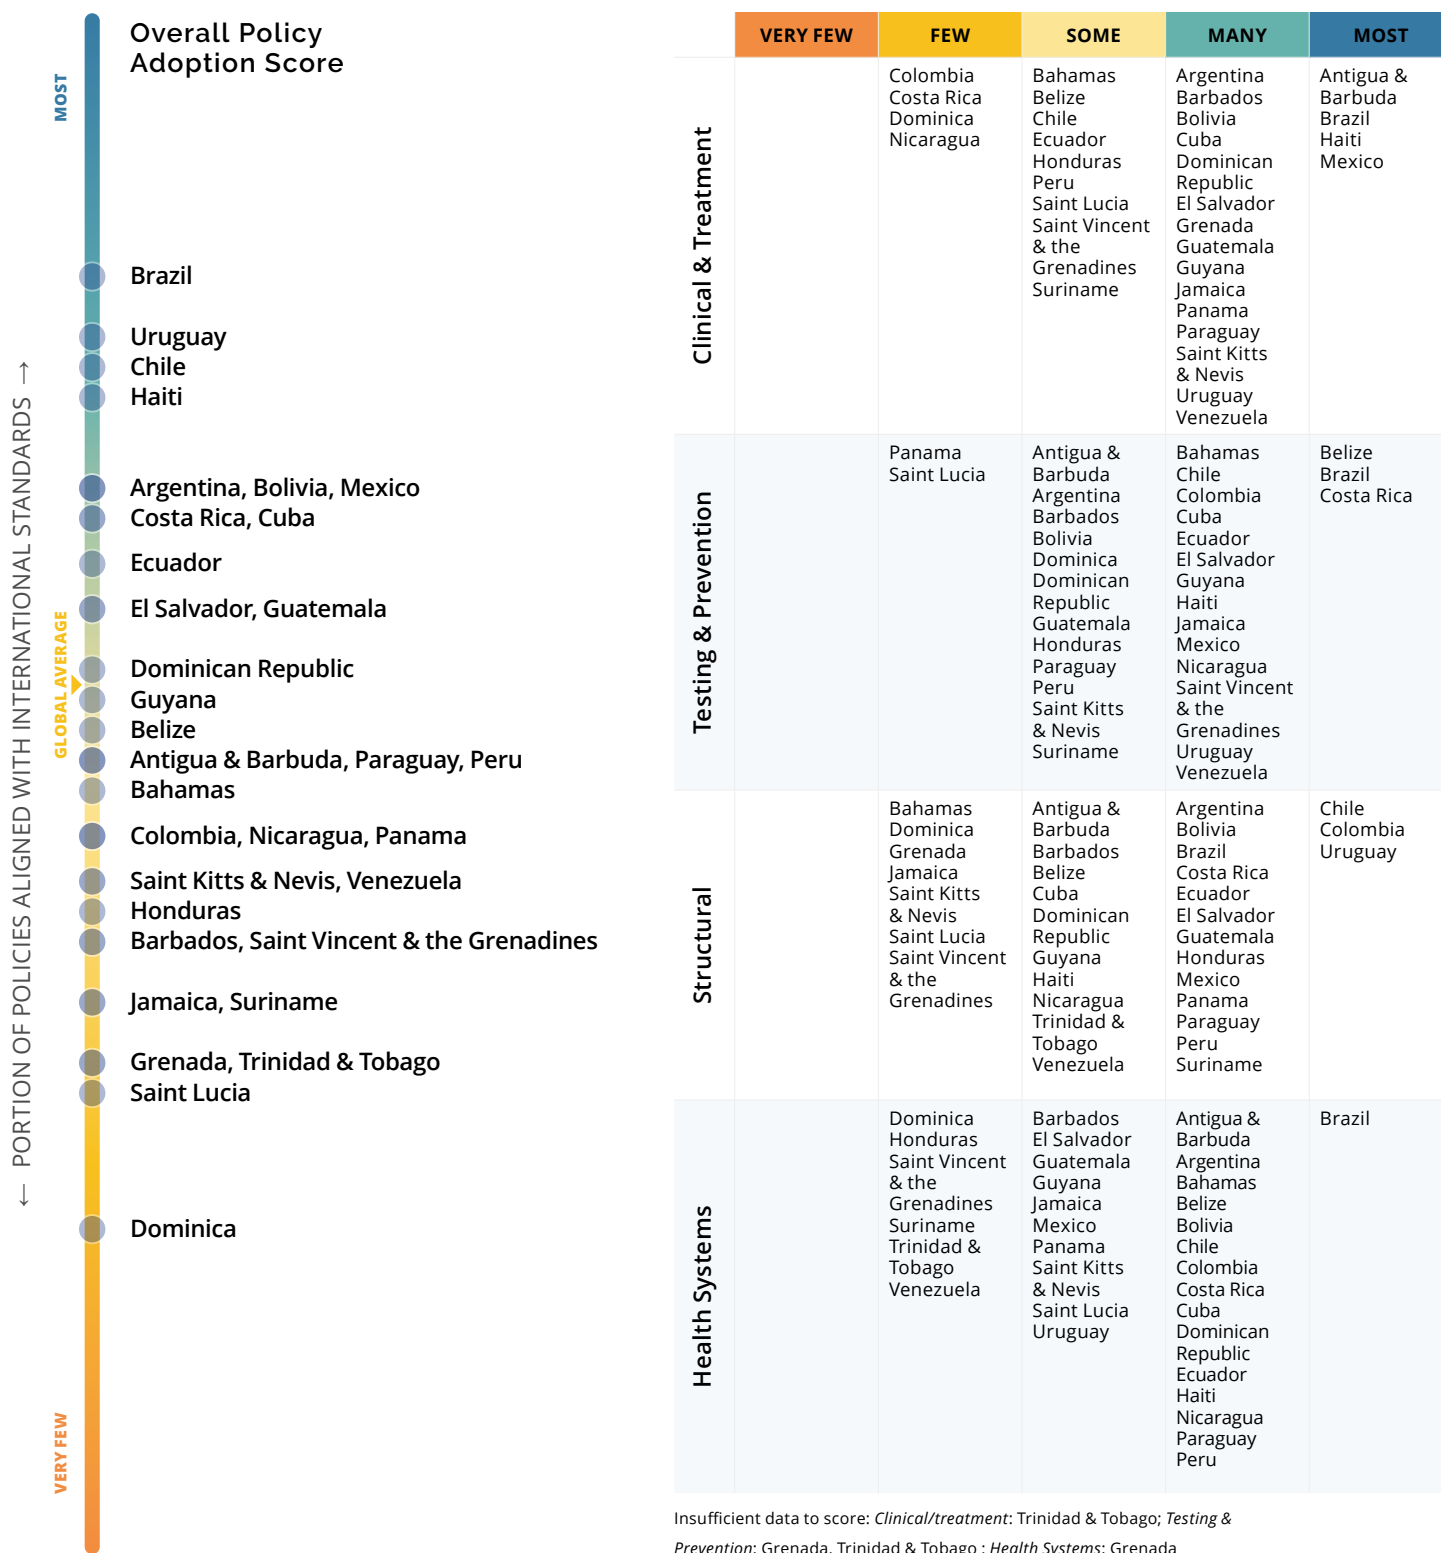 Overall Policy
Adoption Score
MOST
← PORTION OF POLICIES ALIGNED WITH INTERNATIONAL STANDARDS →
GLOBAL AVERAGE
VERY FEW
Brazil
Uruguay
Chile
Haiti
Argentina, Bolivia, Mexico
Costa Rica, Cuba
Ecuador
El Salvador, Guatemala
Dominican Republic
Guyana
Belize
Antigua & Barbuda, Paraguay, Peru
Bahamas
Colombia, Nicaragua, Panama
Saint Kitts & Nevis, Venezuela
Honduras
Barbados, Saint Vincent & the Grenadines
Jamaica, Suriname
Grenada, Trinidad & Tobago
Saint Lucia
Dominica
VERY FEW
FEW
SOME
MANY
MOST
Clinical & Treatment
Colombia
Costa Rica
Dominica
Nicaragua
Bahamas
Belize
Chile
Ecuador
Honduras
Peru
Saint Lucia
Saint Vincent
& the
Grenadines
Suriname
Argentina
Barbados
Bolivia
Cuba
Dominican
Republic
El Salvador
Grenada
Guatemala
Guyana
Jamaica
Panama
Paraguay
Saint Kitts
& Nevis
Uruguay
Venezuela
Antigua &
Barbuda
Brazil
Haiti
Mexico
Testing & Prevention
Panama
Saint Lucia
Antigua &
Barbuda
Argentina
Barbados
Bolivia
Dominica
Dominican
Republic
Guatemala
Honduras
Paraguay
Peru
Saint Kitts
& Nevis
Suriname
Bahamas
Chile
Colombia
Cuba
Ecuador
El Salvador
Guyana
Haiti
Jamaica
Mexico
Nicaragua
Saint Vincent
& the
Grenadines
Uruguay
Venezuela
Belize
Brazil
Costa Rica
Structural
Bahamas
Dominica
Grenada
Jamaica
Saint Kitts
& Nevis
Saint Lucia
Saint Vincent
& the
Grenadines
Antigua &
Barbuda
Barbados
Belize
Cuba
Dominican
Republic
Guyana
Haiti
Nicaragua
Trinidad &
Tobago
Venezuela
Argentina
Bolivia
Brazil
Costa Rica
Ecuador
El Salvador
Guatemala
Honduras
Mexico
Panama
Paraguay
Peru
Suriname
Chile
Colombia
Uruguay
Health Systems
Dominica
Honduras
Saint Vincent
& the
Grenadines
Suriname
Trinidad &
Tobago
Venezuela
Barbados
El Salvador
Guatemala
Guyana
Jamaica
Mexico
Panama
Saint Kitts
& Nevis
Saint Lucia
Uruguay
Antigua &
Barbuda
Argentina
Bahamas
Belize
Bolivia
Chile
Colombia
Costa Rica
Cuba
Dominican
Republic
Ecuador
Haiti
Nicaragua
Paraguay
Peru
Brazil
Insufficient data to score: Clinical/treatment: Trinidad & Tobago; Testing &
Prevention: Grenada, Trinidad & Tobago ; Health Systems: Grenada